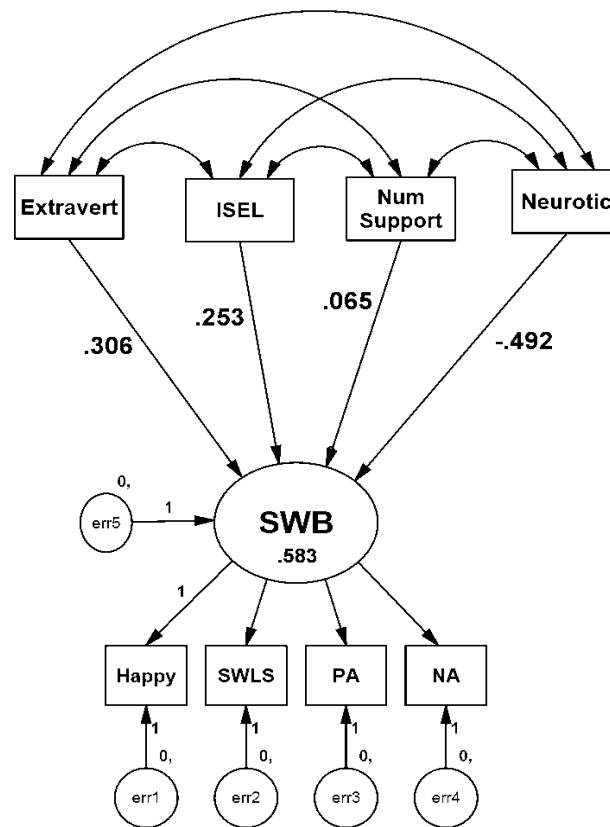 Extravert
ISEL
Num
Support
Neurotic
.306
.253
.065
-.492
0,
err5
1
SWB
.583
1
Happy
SWLS
PA
NA
1
1
1
1
0,
0,
0,
0,
err1
err2
err3
err4